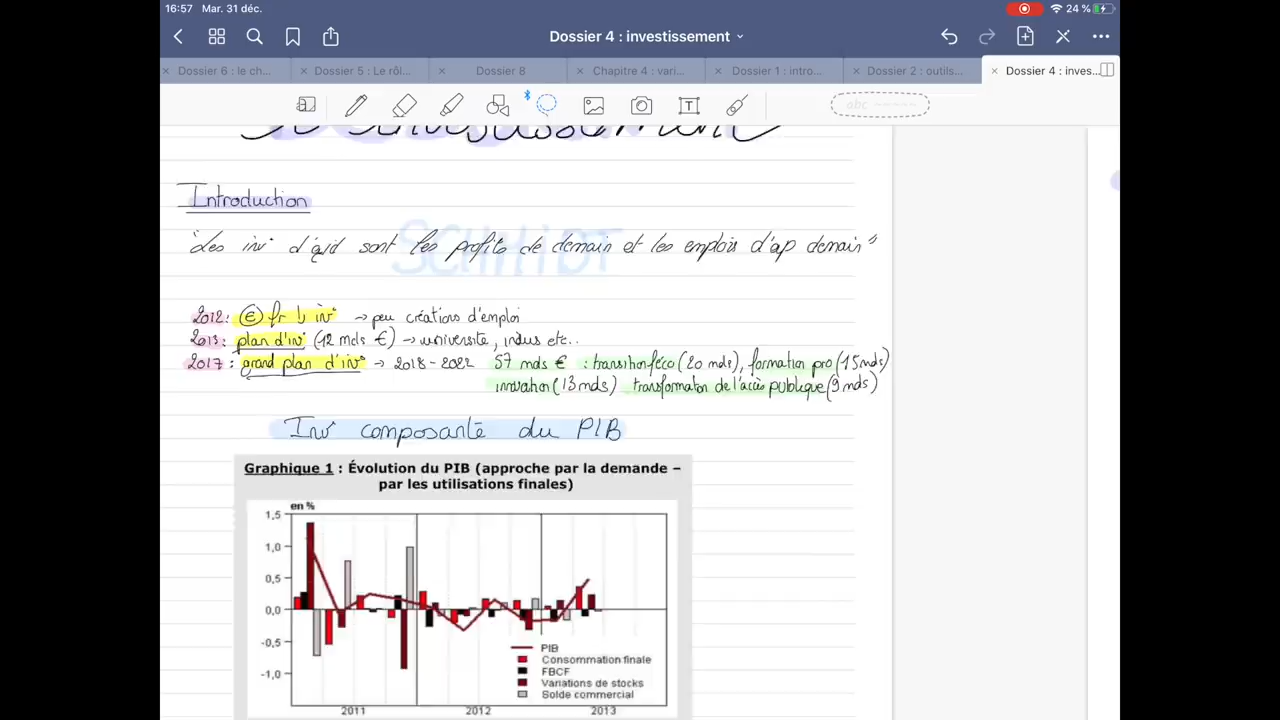 16:57 Mar. 31 déc.
24 %
Dossier 4 : investissement
Dossier 6 : le ch...
Dossier 5 : Le rôl...
Dossier 8
Chapitre 4 : vari...
Dossier 1 : intro...
Dossier 2 : outils...
Dossier 4 : inves...
abc
investissement
Introduction
"Les inv° d'ajd sont les profits de demain et les emplois d'ap demain"
SCHMIDT
2012: € fr ↓ inv° → peu créations d'emploi
2013: plan d'inv° (12 mds €) → université, indus etc..
2017: grand plan d'inv° → 2018-2022 57 mds € : transition éco (20 mds), formation pro (15 mds)
innovation (13 mds) transformation de l'accès publique (9 mds)
Inv° composante du PIB
Graphique 1 : Évolution du PIB (approche par la demande –
par les utilisations finales)
en %
1,5
1,0
0,5
0,0
-0,5
-1,0
PIB
Consommation finale
FBCF
Variations de stocks
Solde commercial
2011 2012 2013